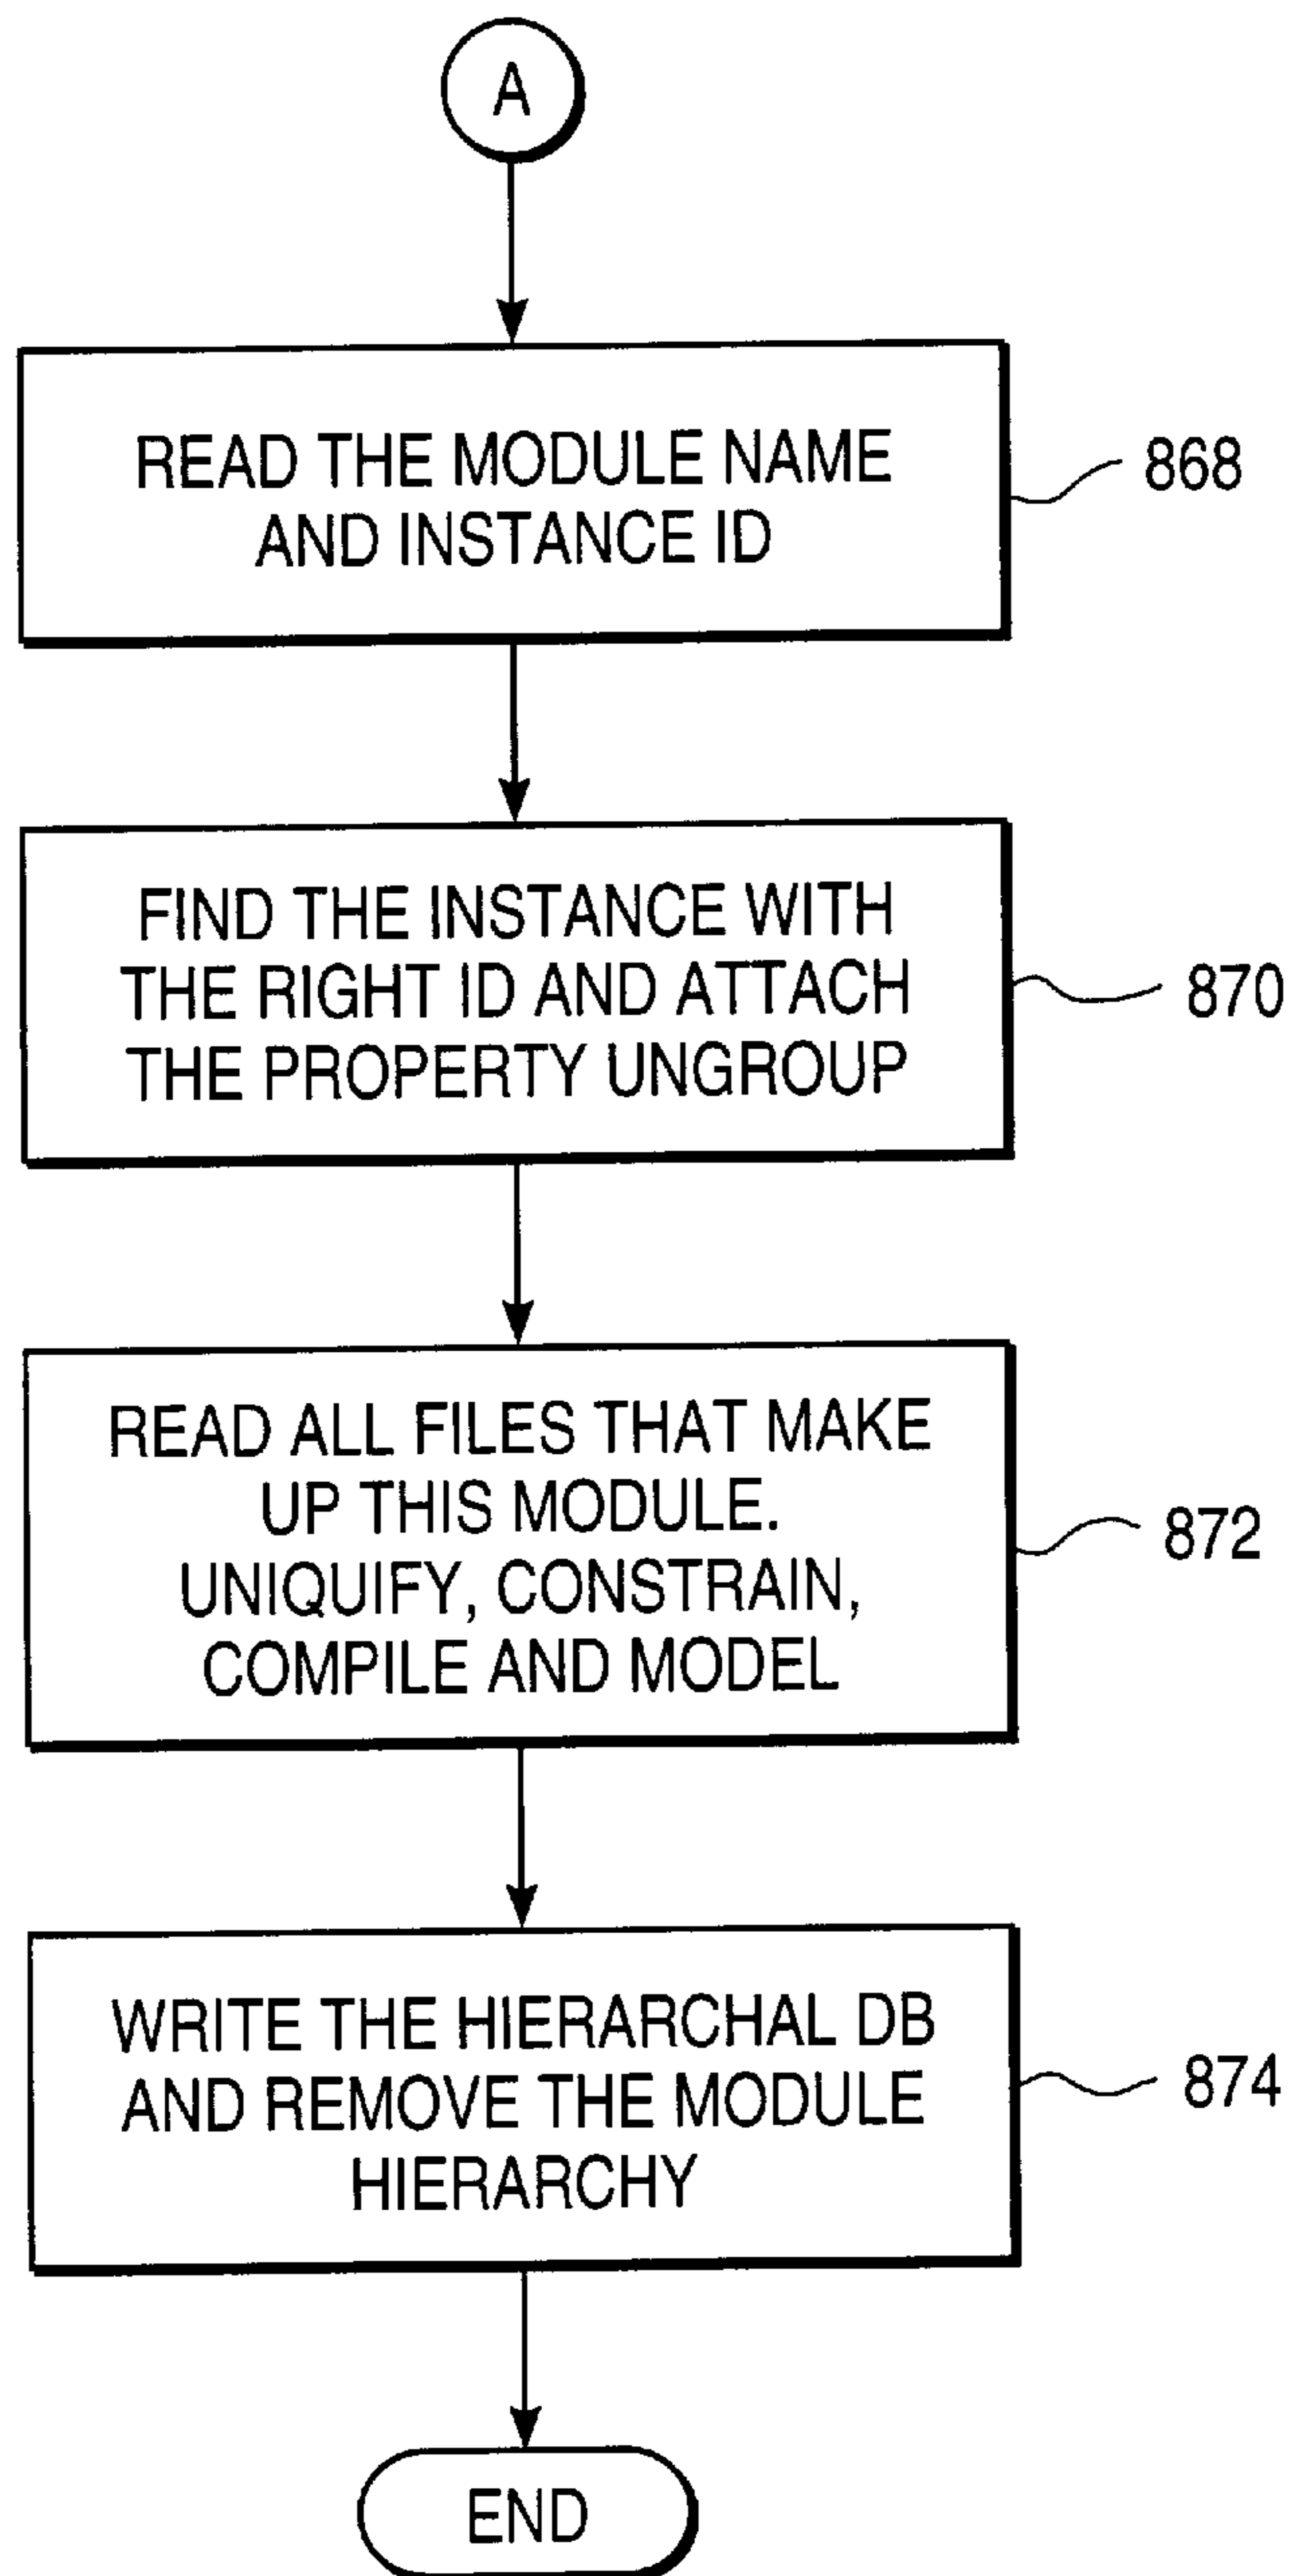 A
READ THE MODULE NAME
AND INSTANCE ID
868
FIND THE INSTANCE WITH
THE RIGHT ID AND ATTACH
THE PROPERTY UNGROUP
870
READ ALL FILES THAT MAKE
UP THIS MODULE.
UNIQUIFY, CONSTRAIN,
COMPILE AND MODEL
872
WRITE THE HIERARCHAL DB
AND REMOVE THE MODULE
HIERARCHY
874
END